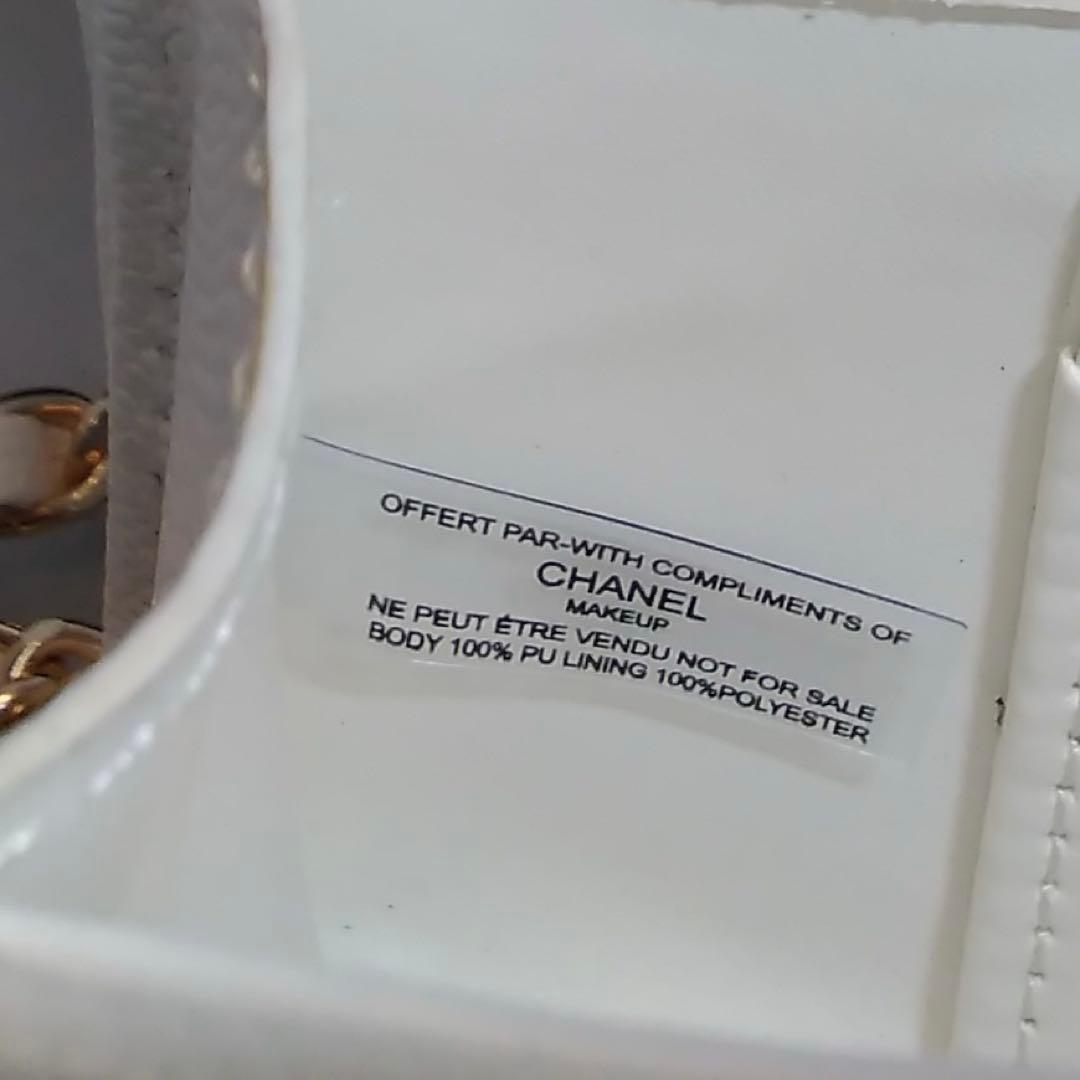 OFFERT PAR-WITH COMPLIMENTS OF
CHANEL
MAKEUP
NE PEUT ÉTRE VENDU NOT FOR SALE
BODY 100% PU LINING 100%POLYESTER